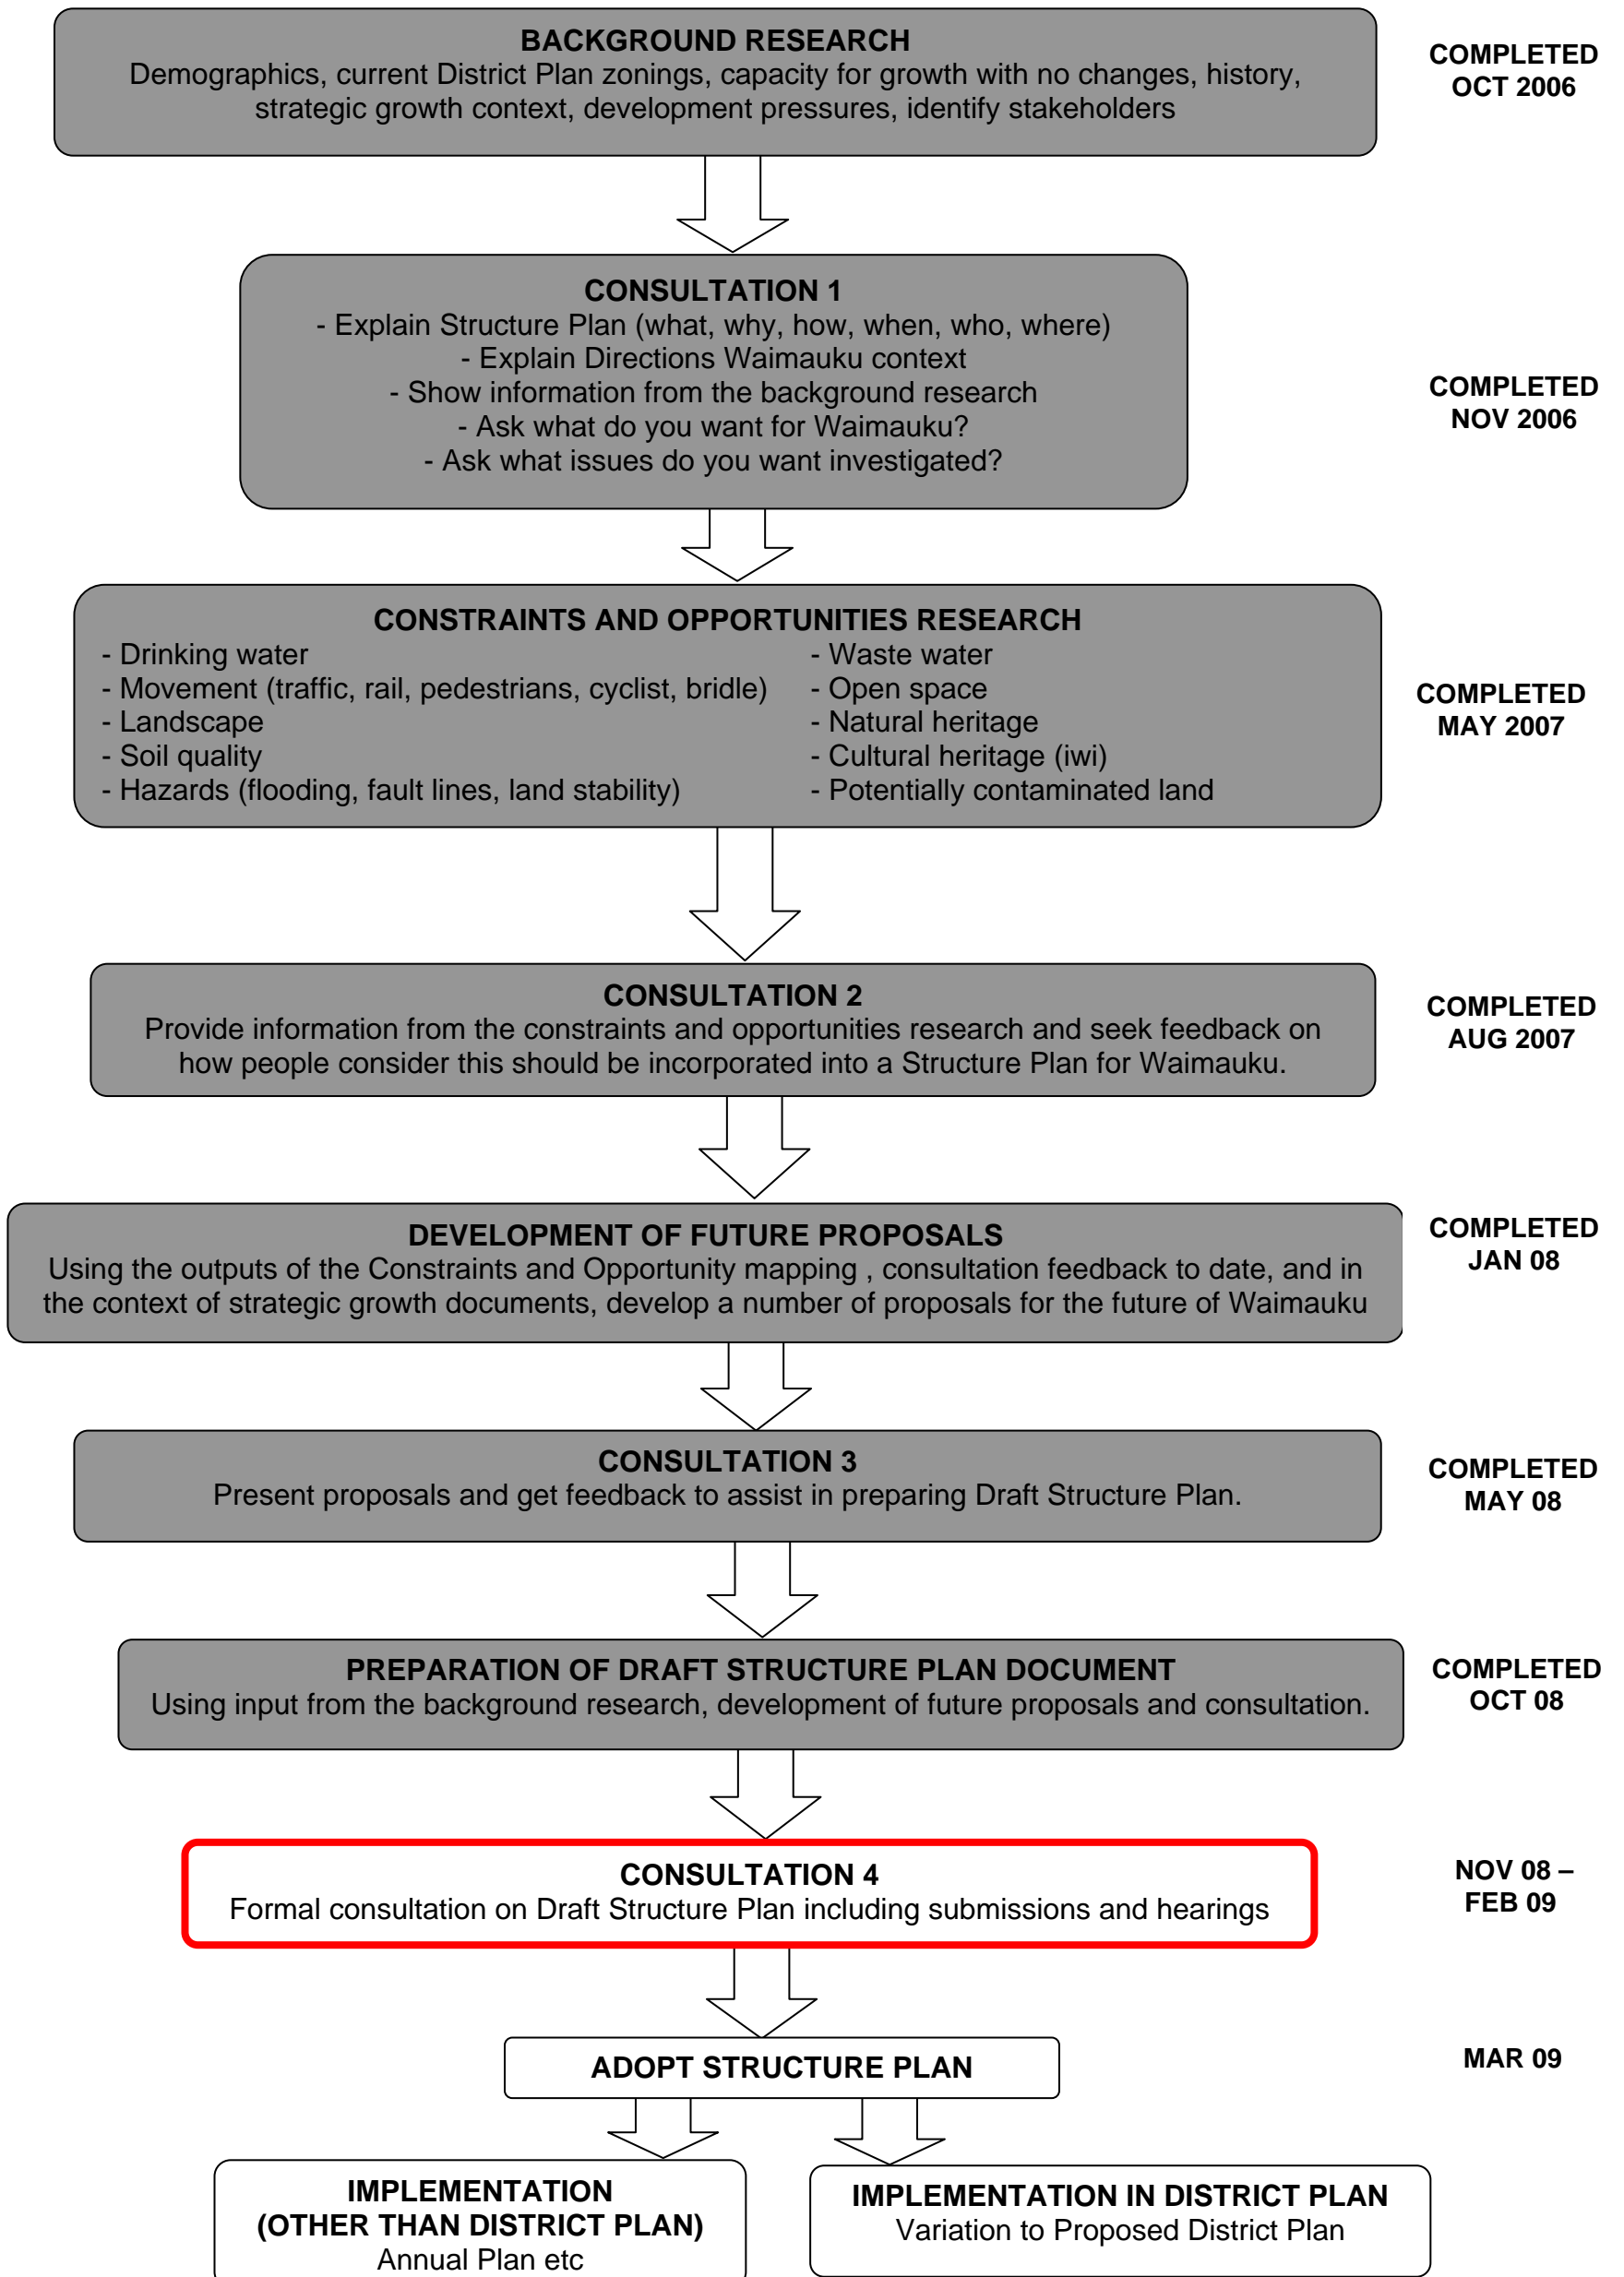 BACKGROUND RESEARCH
Demographics, current District Plan zonings, capacity for growth with no changes, history,
strategic growth context, development pressures, identify stakeholders
COMPLETED
OCT 2006
CONSULTATION 1
- Explain Structure Plan (what, why, how, when, who, where)
- Explain Directions Waimauku context
- Show information from the background research
- Ask what do you want for Waimauku?
- Ask what issues do you want investigated?
COMPLETED
NOV 2006
CONSTRAINTS AND OPPORTUNITIES RESEARCH
- Drinking water
- Movement (traffic, rail, pedestrians, cyclist, bridle)
- Landscape
- Soil quality
- Hazards (flooding, fault lines, land stability)
- Waste water
- Open space
- Natural heritage
- Cultural heritage (iwi)
- Potentially contaminated land
COMPLETED
MAY 2007
CONSULTATION 2
Provide information from the constraints and opportunities research and seek feedback on
how people consider this should be incorporated into a Structure Plan for Waimauku.
COMPLETED
AUG 2007
DEVELOPMENT OF FUTURE PROPOSALS
Using the outputs of the Constraints and Opportunity mapping , consultation feedback to date, and in
the context of strategic growth documents, develop a number of proposals for the future of Waimauku
COMPLETED
JAN 08
CONSULTATION 3
Present proposals and get feedback to assist in preparing Draft Structure Plan.
COMPLETED
MAY 08
PREPARATION OF DRAFT STRUCTURE PLAN DOCUMENT
Using input from the background research, development of future proposals and consultation.
COMPLETED
OCT 08
CONSULTATION 4
Formal consultation on Draft Structure Plan including submissions and hearings
NOV 08 –
FEB 09
ADOPT STRUCTURE PLAN
MAR 09
IMPLEMENTATION
(OTHER THAN DISTRICT PLAN)
Annual Plan etc
IMPLEMENTATION IN DISTRICT PLAN
Variation to Proposed District Plan